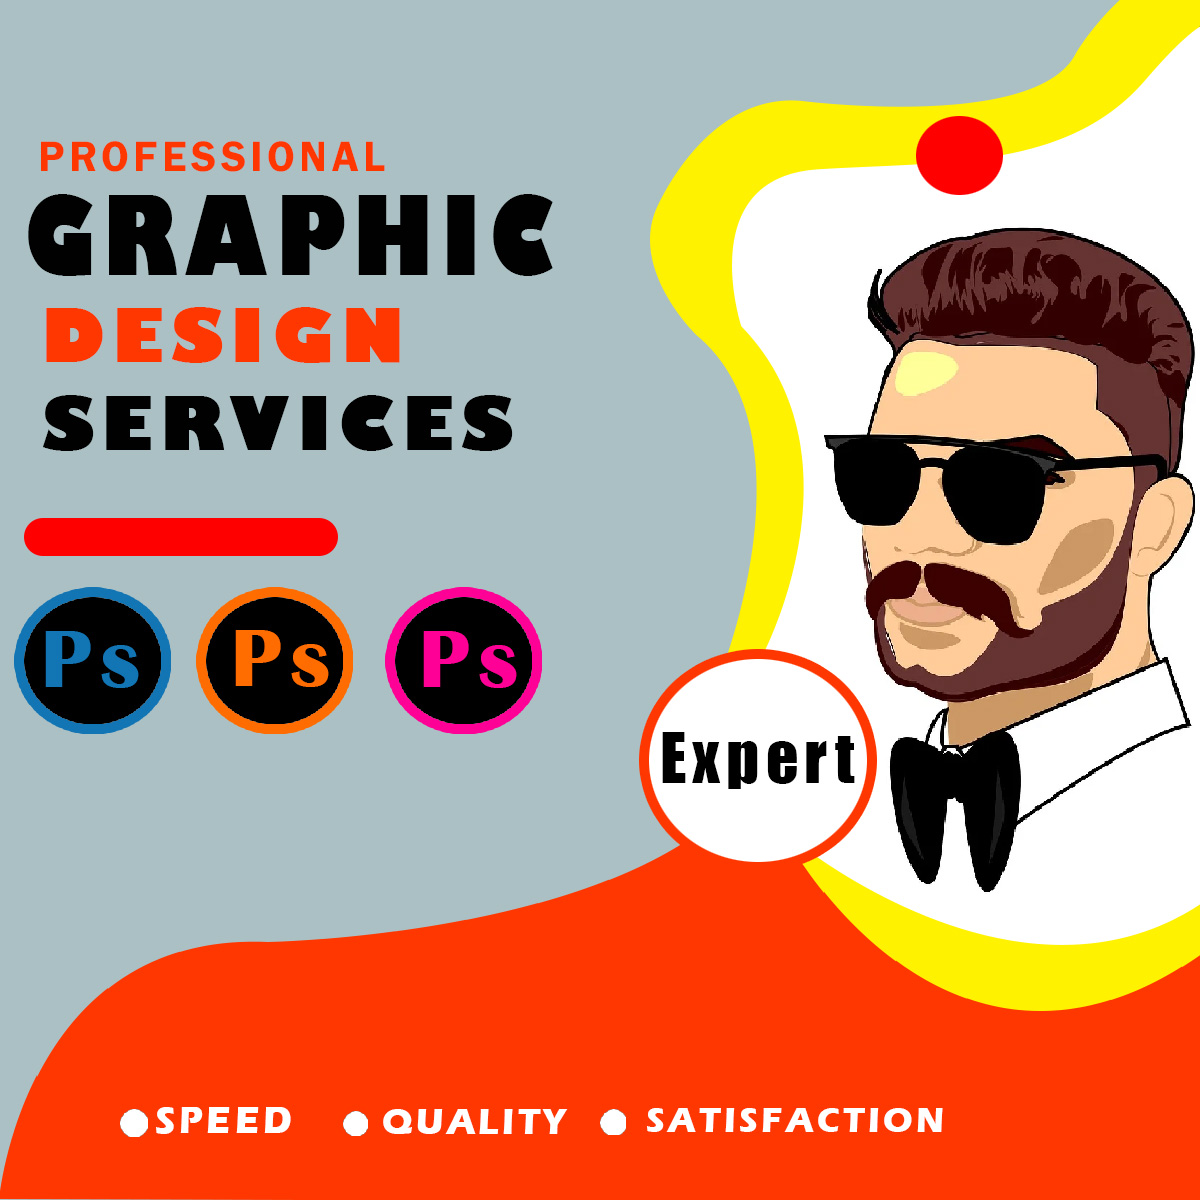 PROFESSIONAL
GRAPHIC
DESIGN
SERVICES
Ps Ps Ps
Expert
SPEED QUALITY SATISFACTION